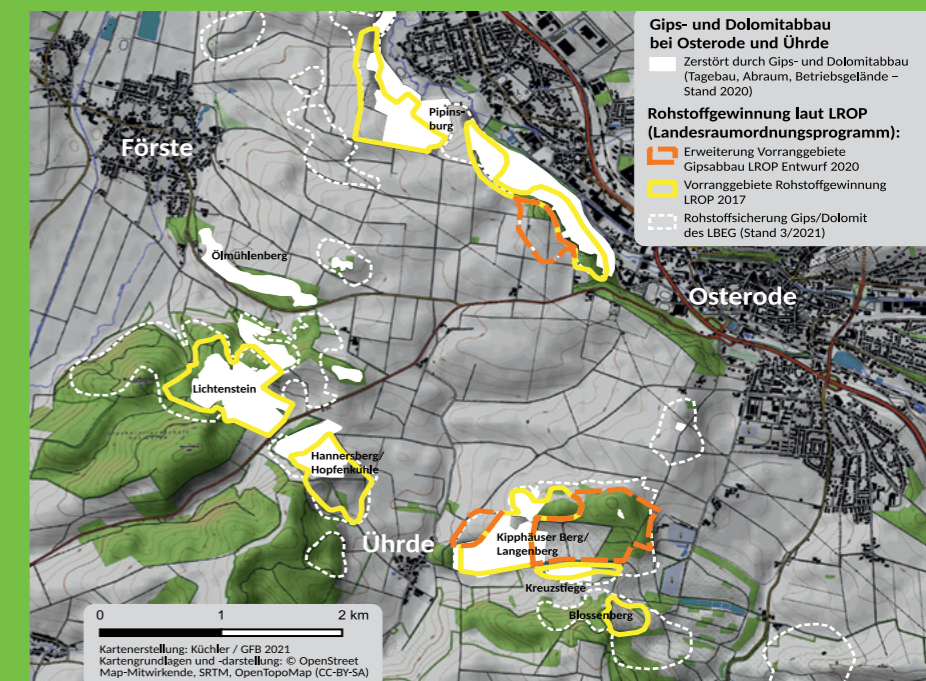 Gips- und Dolomitabbau
bei Osterode und Ührde
Zerstört durch Gips- und Dolomitabbau
(Tagebau, Abraum, Betriebsgelände –
Stand 2020)
Rohstoffgewinnung laut LROP
(Landesraumordnungsprogramm):
Erweiterung Vorranggebiete
Gipsabbau LROP Entwurf 2020
Vorranggebiete Rohstoffgewinnung
LROP 2017
Rohstoffsicherung Gips/Dolomit
des LBEG (Stand 3/2021)
Pipins-
burg
Förste
Ölmühlenberg
Osterode
Lichtenstein
Hannersberg/
Hopfenkühle
Ührde
Kipphäuser Berg/
Langenberg
Kreuzstiege
Blossenberg
0 1 2 km
Kartenerstellung: Küchler / GFB 2021
Kartengrundlagen und -darstellung: © OpenStreet
Map-Mitwirkende, SRTM, OpenTopoMap (CC-BY-SA)